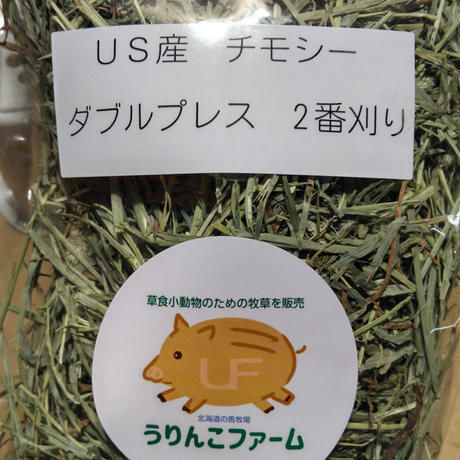 US産 チモシー
ダブルプレス 2番刈り
草食小動物のための牧草を販売
UF
北海道の馬牧場
うりんこファーム